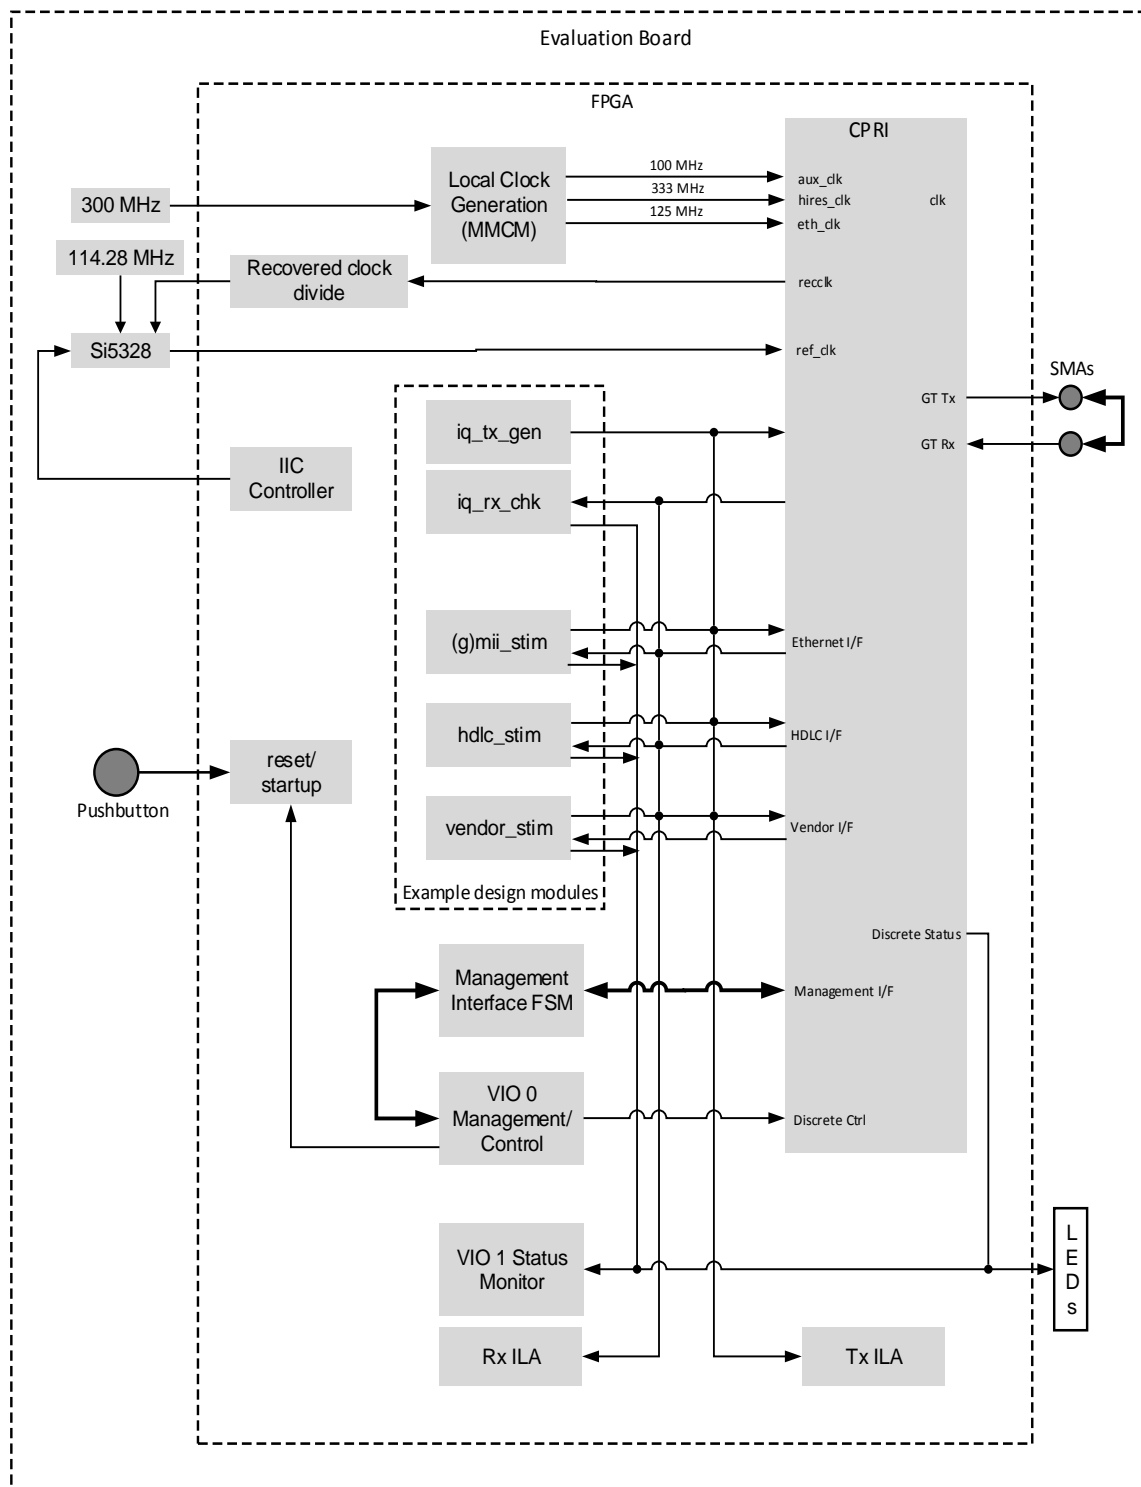 Evaluation Board
FPGA
CPRI
300 MHz
Local Clock
Generation
(MMCM)
100 MHz
333 MHz
125 MHz
aux_clk
hires_clk
clk
eth_clk
114.28 MHz
Recovered clock
divide
recclk
Si5328
ref_clk
SMAs
GT Tx
GT Rx
iq_tx_gen
IIC
Controller
iq_rx_chk
(g)mii_stim
Ethernet I/F
hdlc_stim
HDLC I/F
Pushbutton
reset/
startup
vendor_stim
Vendor I/F
Example design modules
Discrete Status
Management
Interface FSM
Management I/F
VIO 0
Management/
Control
Discrete Ctrl
VIO 1 Status
Monitor
LEDs
Rx ILA
Tx ILA